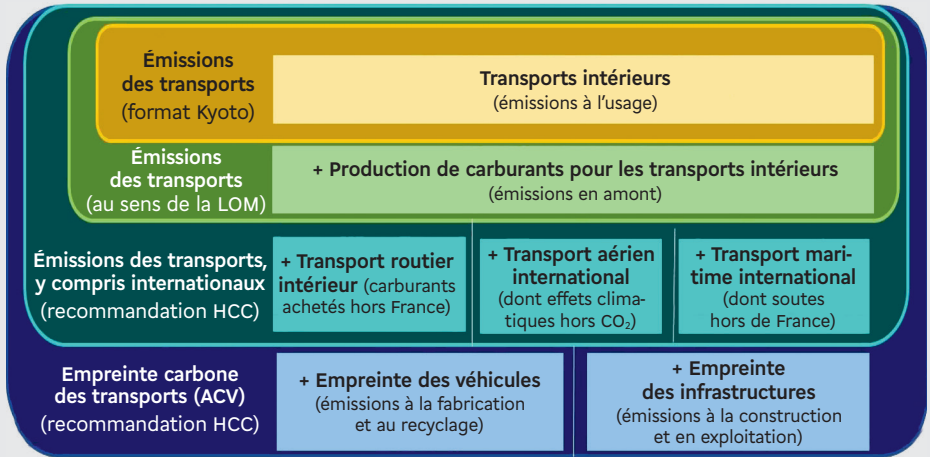 Émissions
des transports
(format Kyoto)
Transports intérieurs
(émissions à l'usage)
Émissions
des transports
(au sens de la LOM)
+ Production de carburants pour les transports intérieurs
(émissions en amont)
Émissions des transports,
y compris internationaux
(recommandation HCC)
+ Transport routier
intérieur (carburants
achetés hors France)
+ Transport aérien
international
(dont effets clima-
tiques hors CO₂)
+ Transport mari-
time international
(dont soutes
hors de France)
Empreinte carbone
des transports (ACV)
(recommandation HCC)
+ Empreinte des véhicules
(émissions à la fabrication
et au recyclage)
+ Empreinte
des infrastructures
(émissions à la construction
et en exploitation)